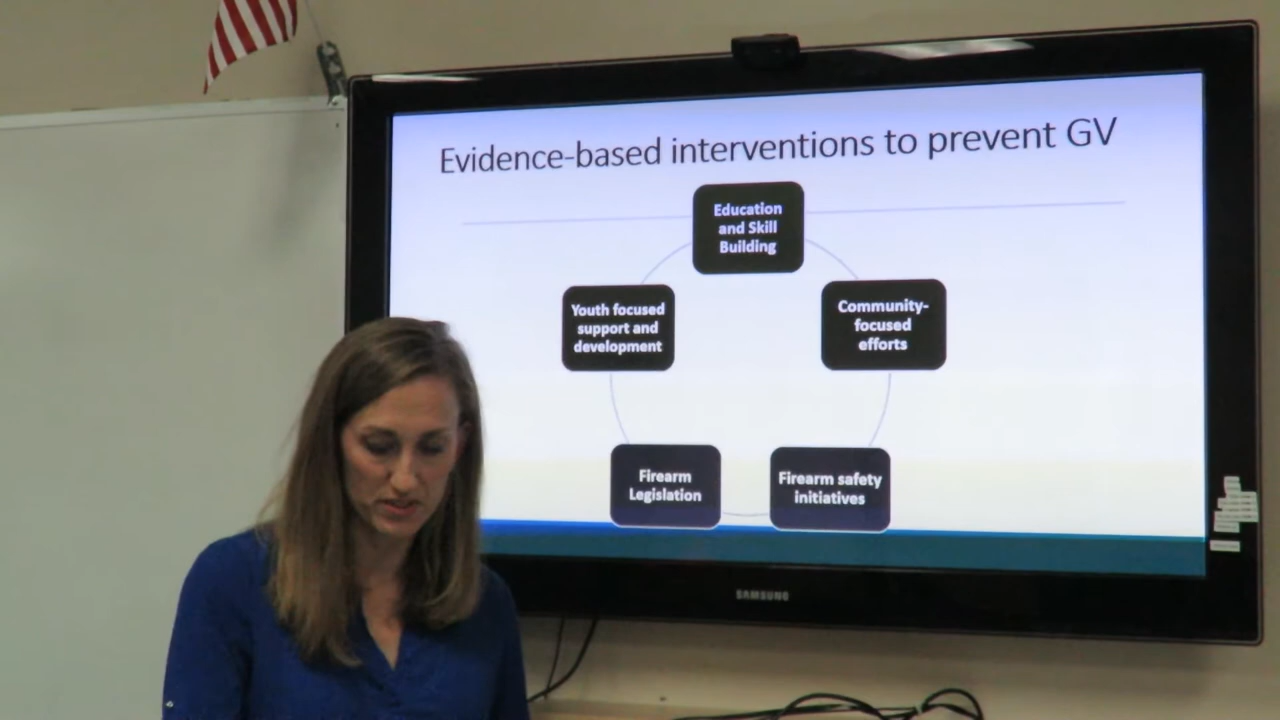 Evidence-based interventions to prevent GV
Education
and Skill
Building
Youth focused
support and
development
Community-
focused
efforts
Firearm
Legislation
Firearm safety
initiatives
SAMSUNG